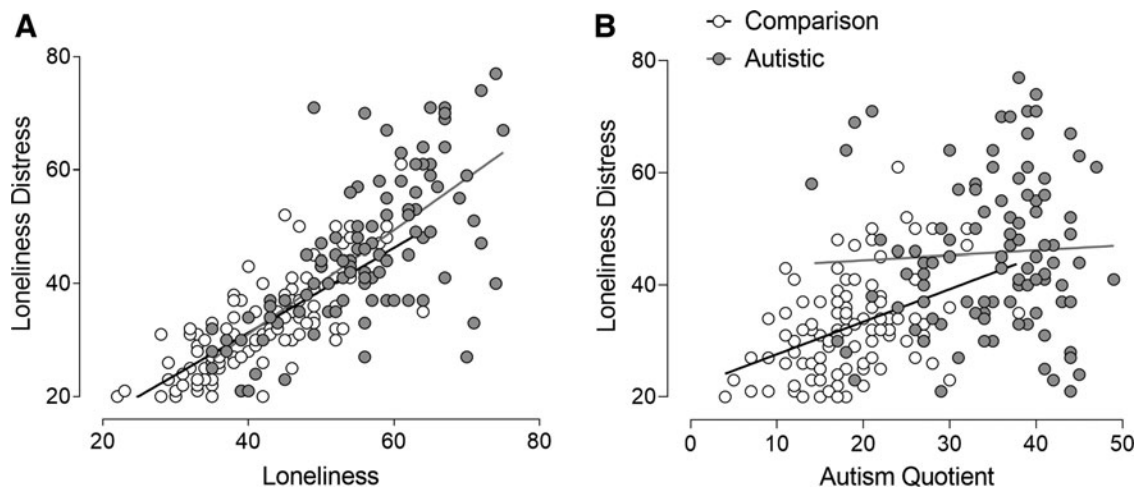 A
80
60
40
20
Loneliness Distress
20 40 60 80
Loneliness
B
Comparison
Autistic
80
60
40
20
Loneliness Distress
0 10 20 30 40 50
Autism Quotient